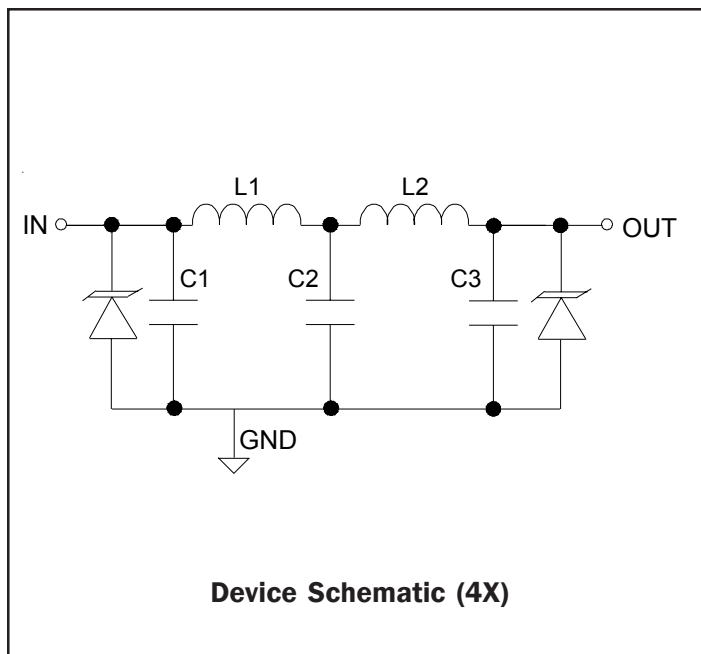 L1 L2
IN OUT
C1 C2 C3
GND
Device Schematic (4X)